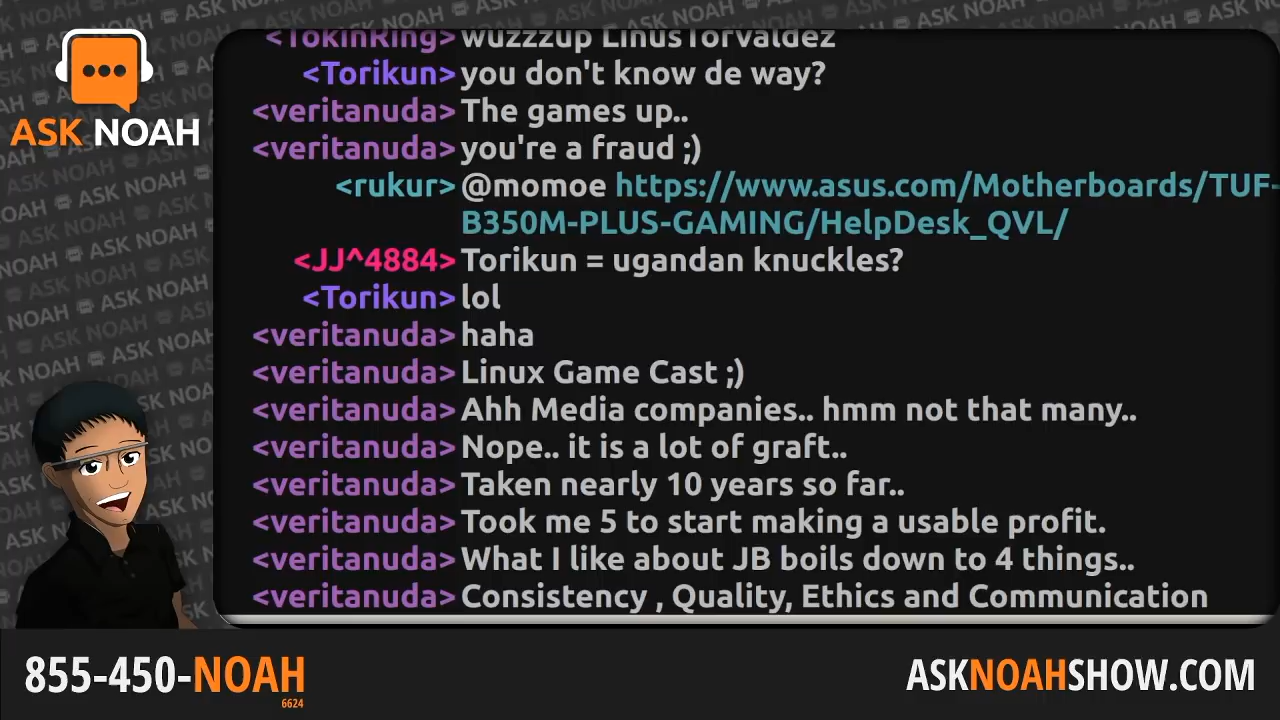 ASK NOAH
<TokinRing> wuzzzup LinusTorvaldez
<Torikun> you don't know de way?
<veritanuda> The games up..
<veritanuda> you're a fraud ;)
<rukur> @momoe https://www.asus.com/Motherboards/TUF-
B350M-PLUS-GAMING/HelpDesk_QVL/
<JJ^4884> Torikun = ugandan knuckles?
<Torikun> lol
<veritanuda> haha
<veritanuda> Linux Game Cast ;)
<veritanuda> Ahh Media companies.. hmm not that many..
<veritanuda> Nope.. it is a lot of graft..
<veritanuda> Taken nearly 10 years so far..
<veritanuda> Took me 5 to start making a usable profit.
<veritanuda> What I like about JB boils down to 4 things..
<veritanuda> Consistency , Quality, Ethics and Communication
855-450-NOAH
6624
ASKNOAHSHOW.COM